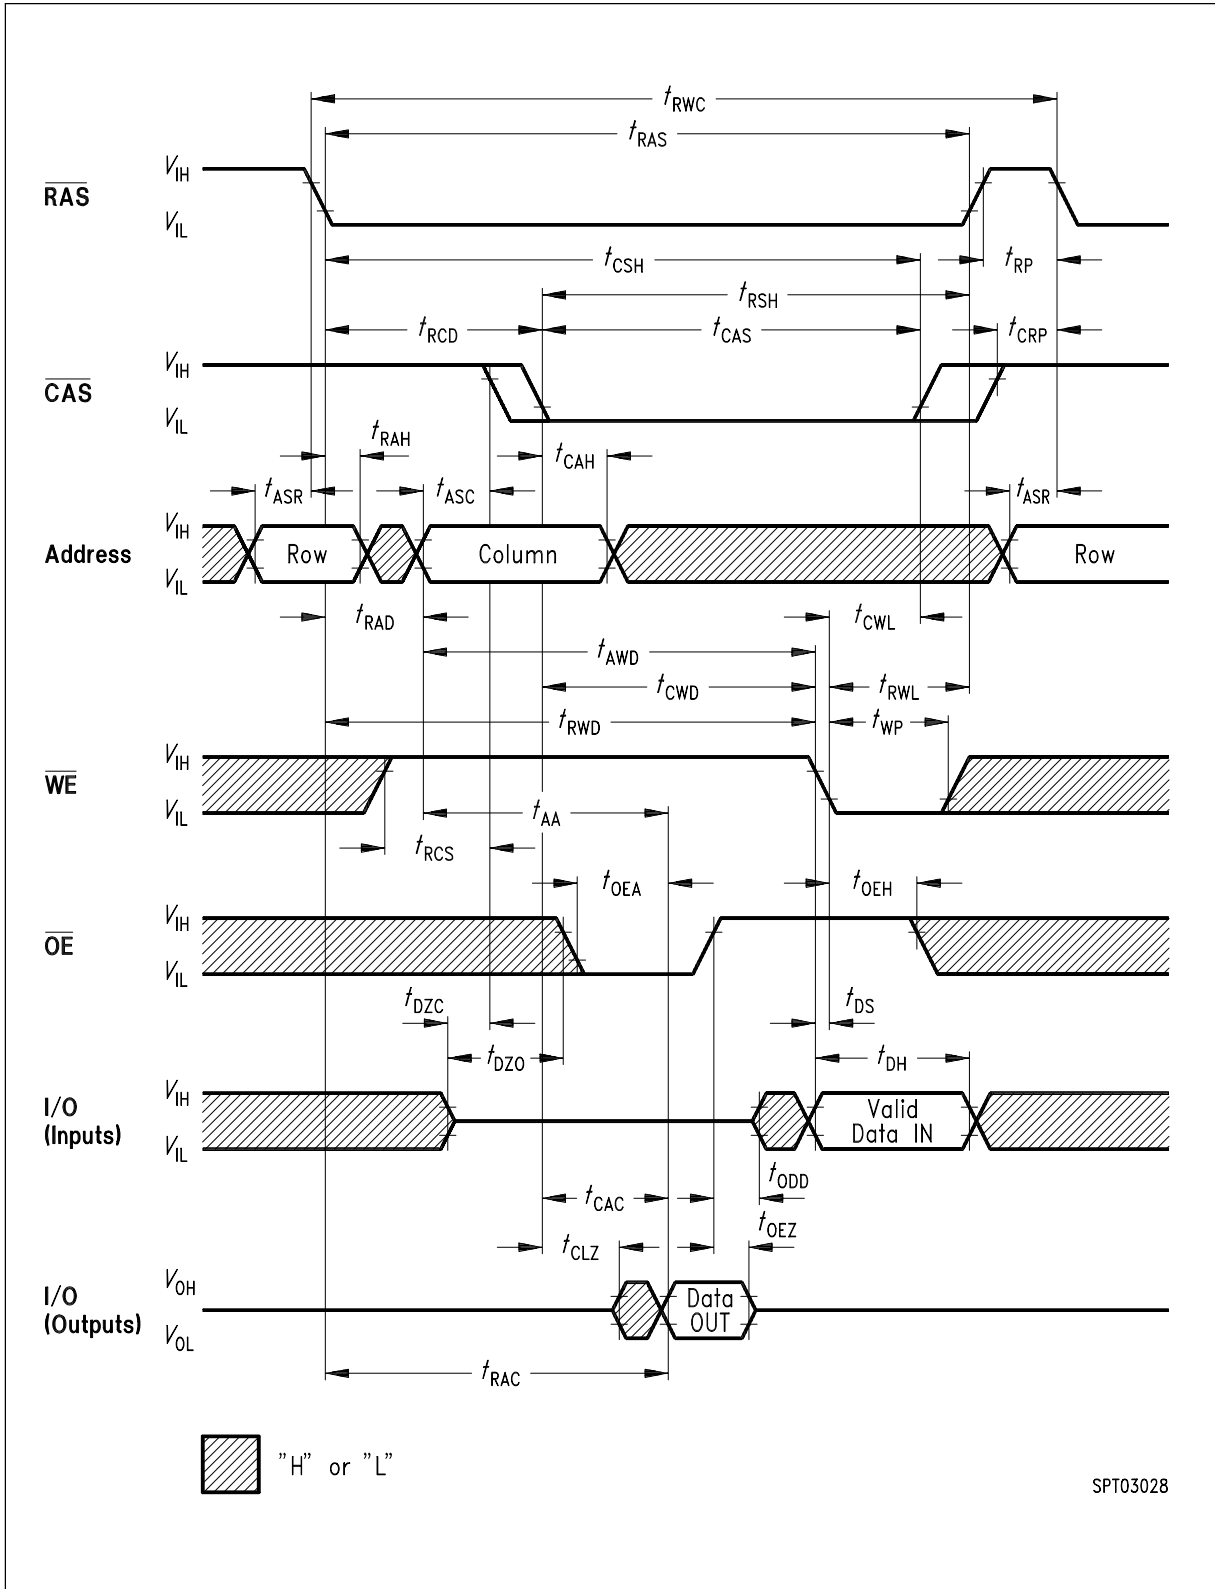 tRWC
tRAS
RAS
VIH
VIL
tCSH
tRP
tRSH
tRCD
tCAS
tCRP
CAS
VIH
VIL
tRAH
tCAH
tASR
tASC
tASR
Address
VIH
VIL
Row
Column
Row
tRAD
tCWL
tAWD
tCWD
tRWL
tRWD
tWP
WE
VIH
VIL
tAA
tRCS
tOEA
tOEH
OE
VIH
VIL
tDZC
tDS
tDZO
tDH
I/O
(Inputs)
VIH
VIL
Valid
Data IN
tODD
tCAC
tOEZ
tCLZ
I/O
(Outputs)
VOH
VOL
Data
OUT
tRAC
"H" or "L"
SPT03028